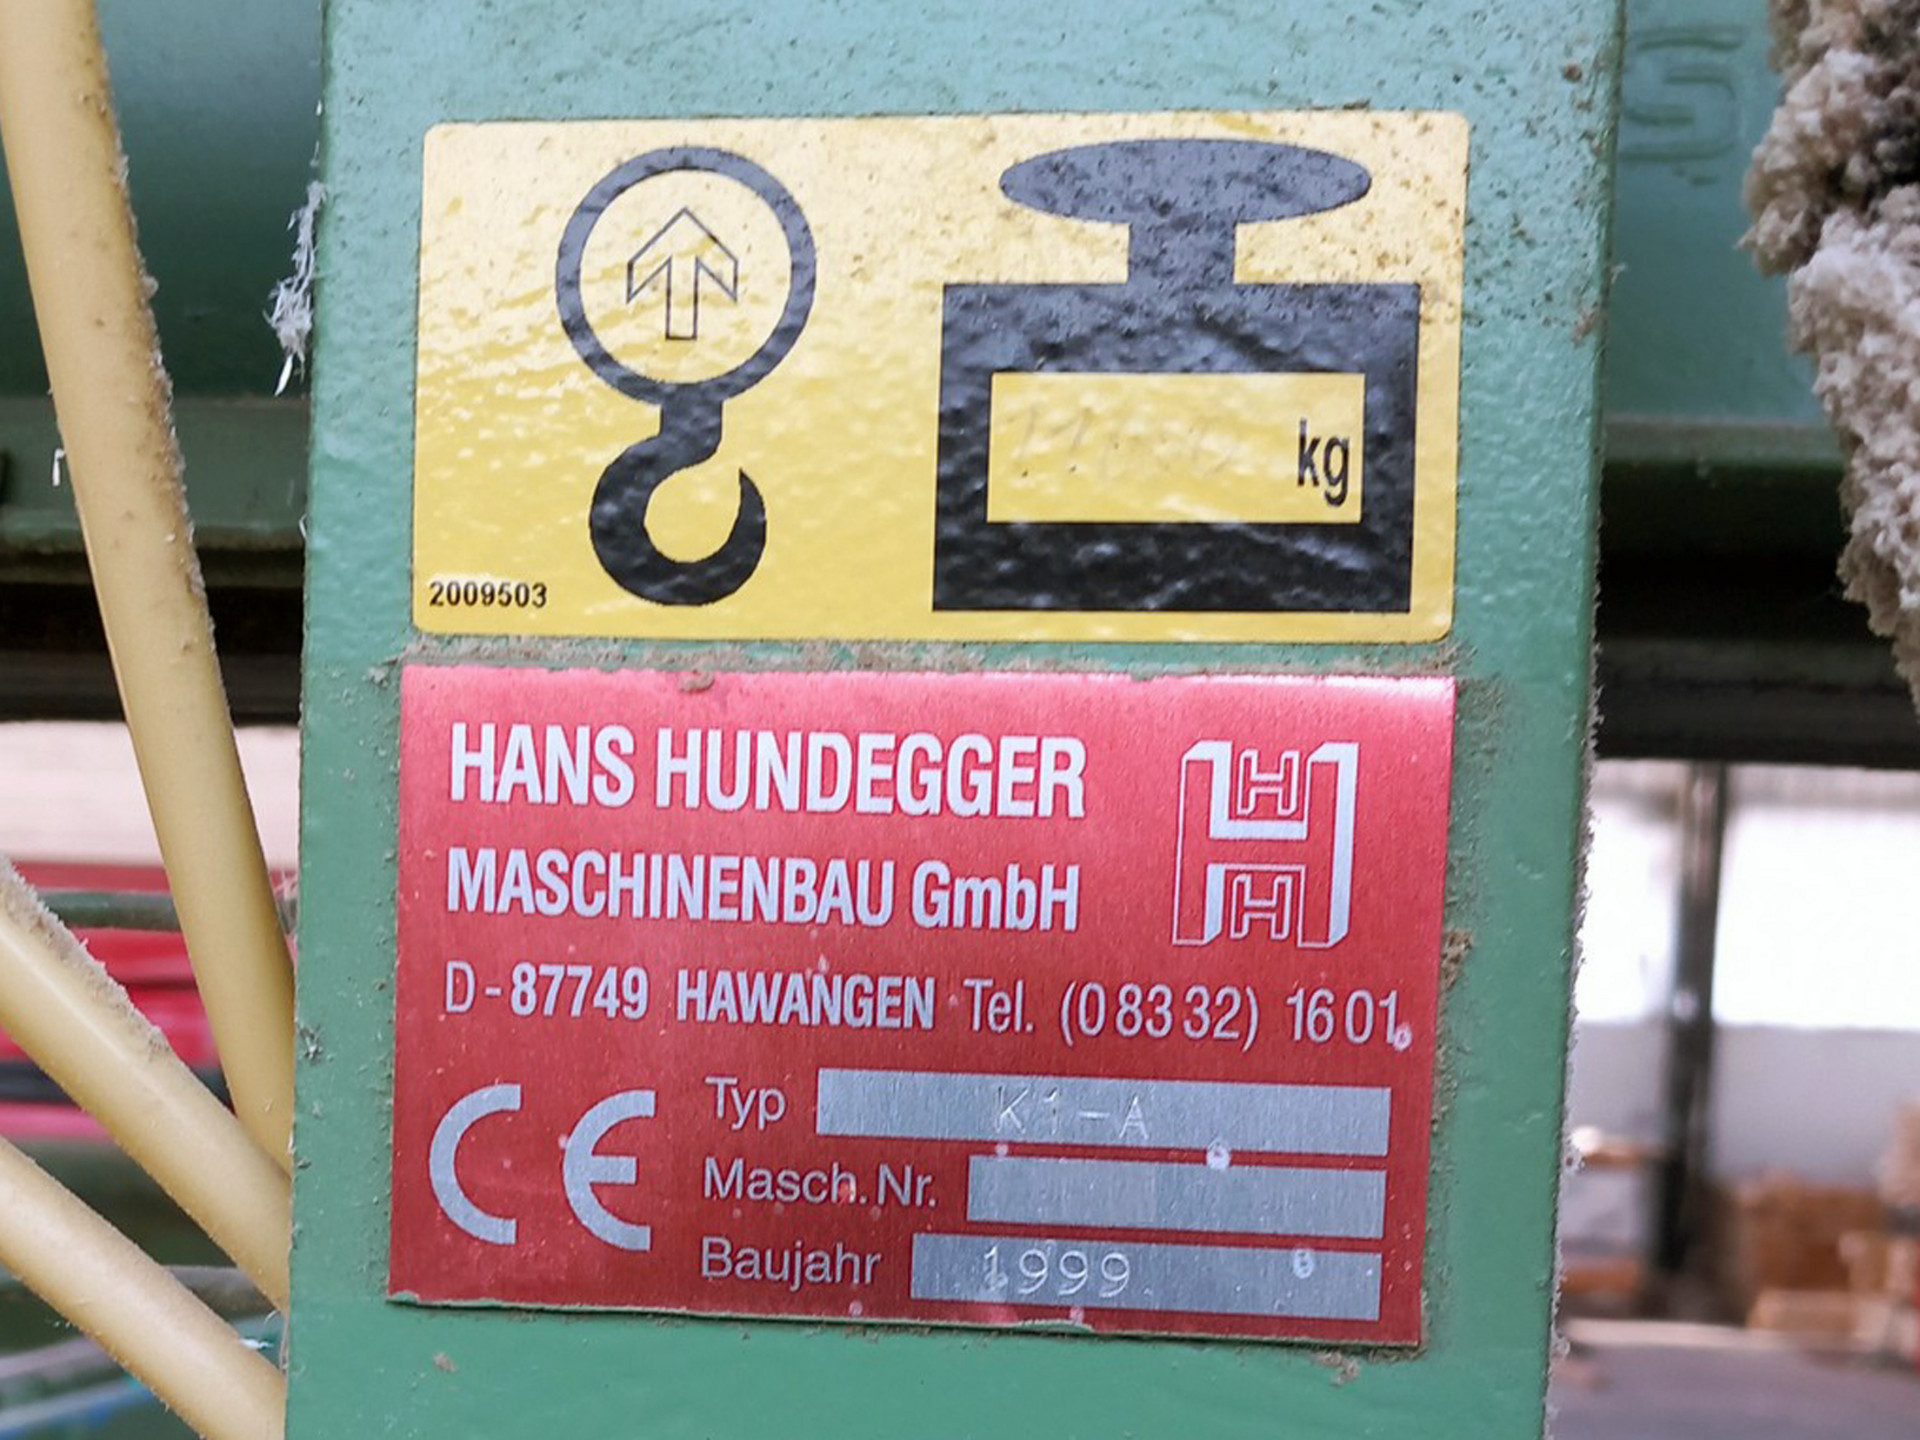 kg
2009503
HANS HUNDEGGER
MASCHINENBAU GmbH
D-87749 HAWANGEN Tel. (08332) 1601
CE Typ K1-A
Masch.Nr.
Baujahr 1999